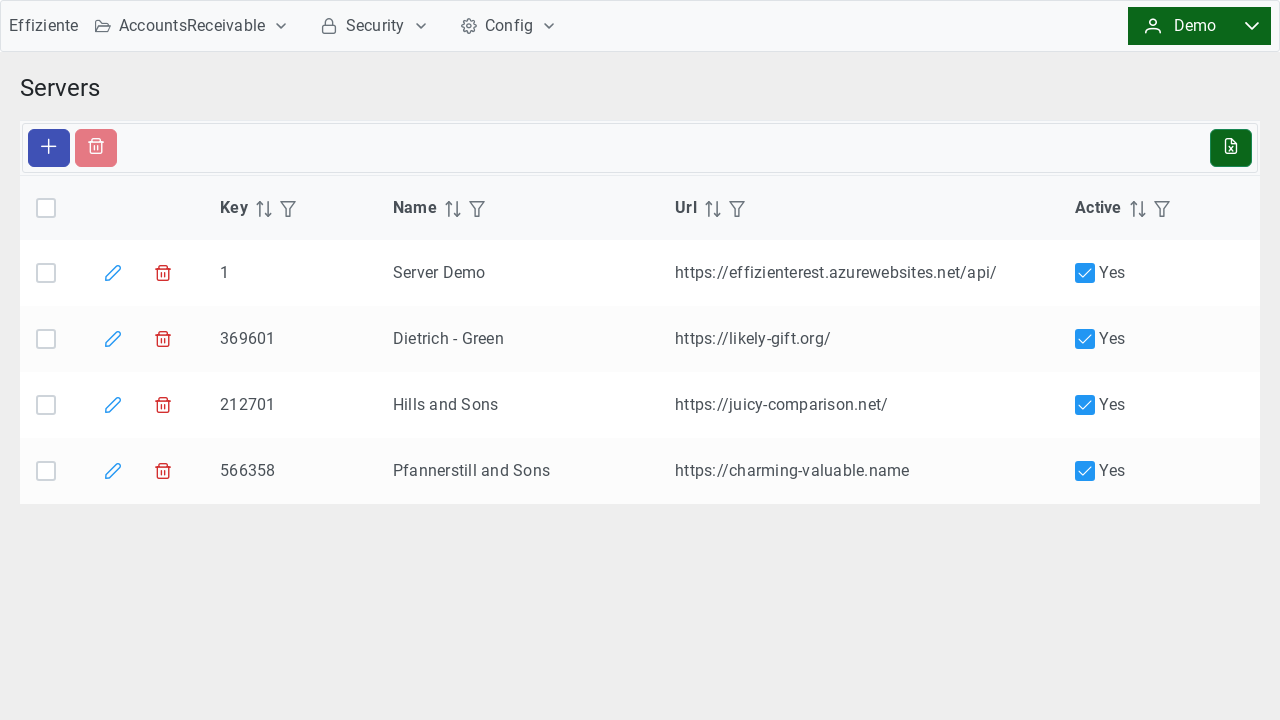 Effiziente AccountsReceivable Security Config Demo
Servers
Key Name Url Active
1 Server Demo https://effizienterest.azurewebsites.net/api/ Yes
369601 Dietrich - Green https://likely-gift.org/ Yes
212701 Hills and Sons https://juicy-comparison.net/ Yes
566358 Pfannerstill and Sons https://charming-valuable.name Yes